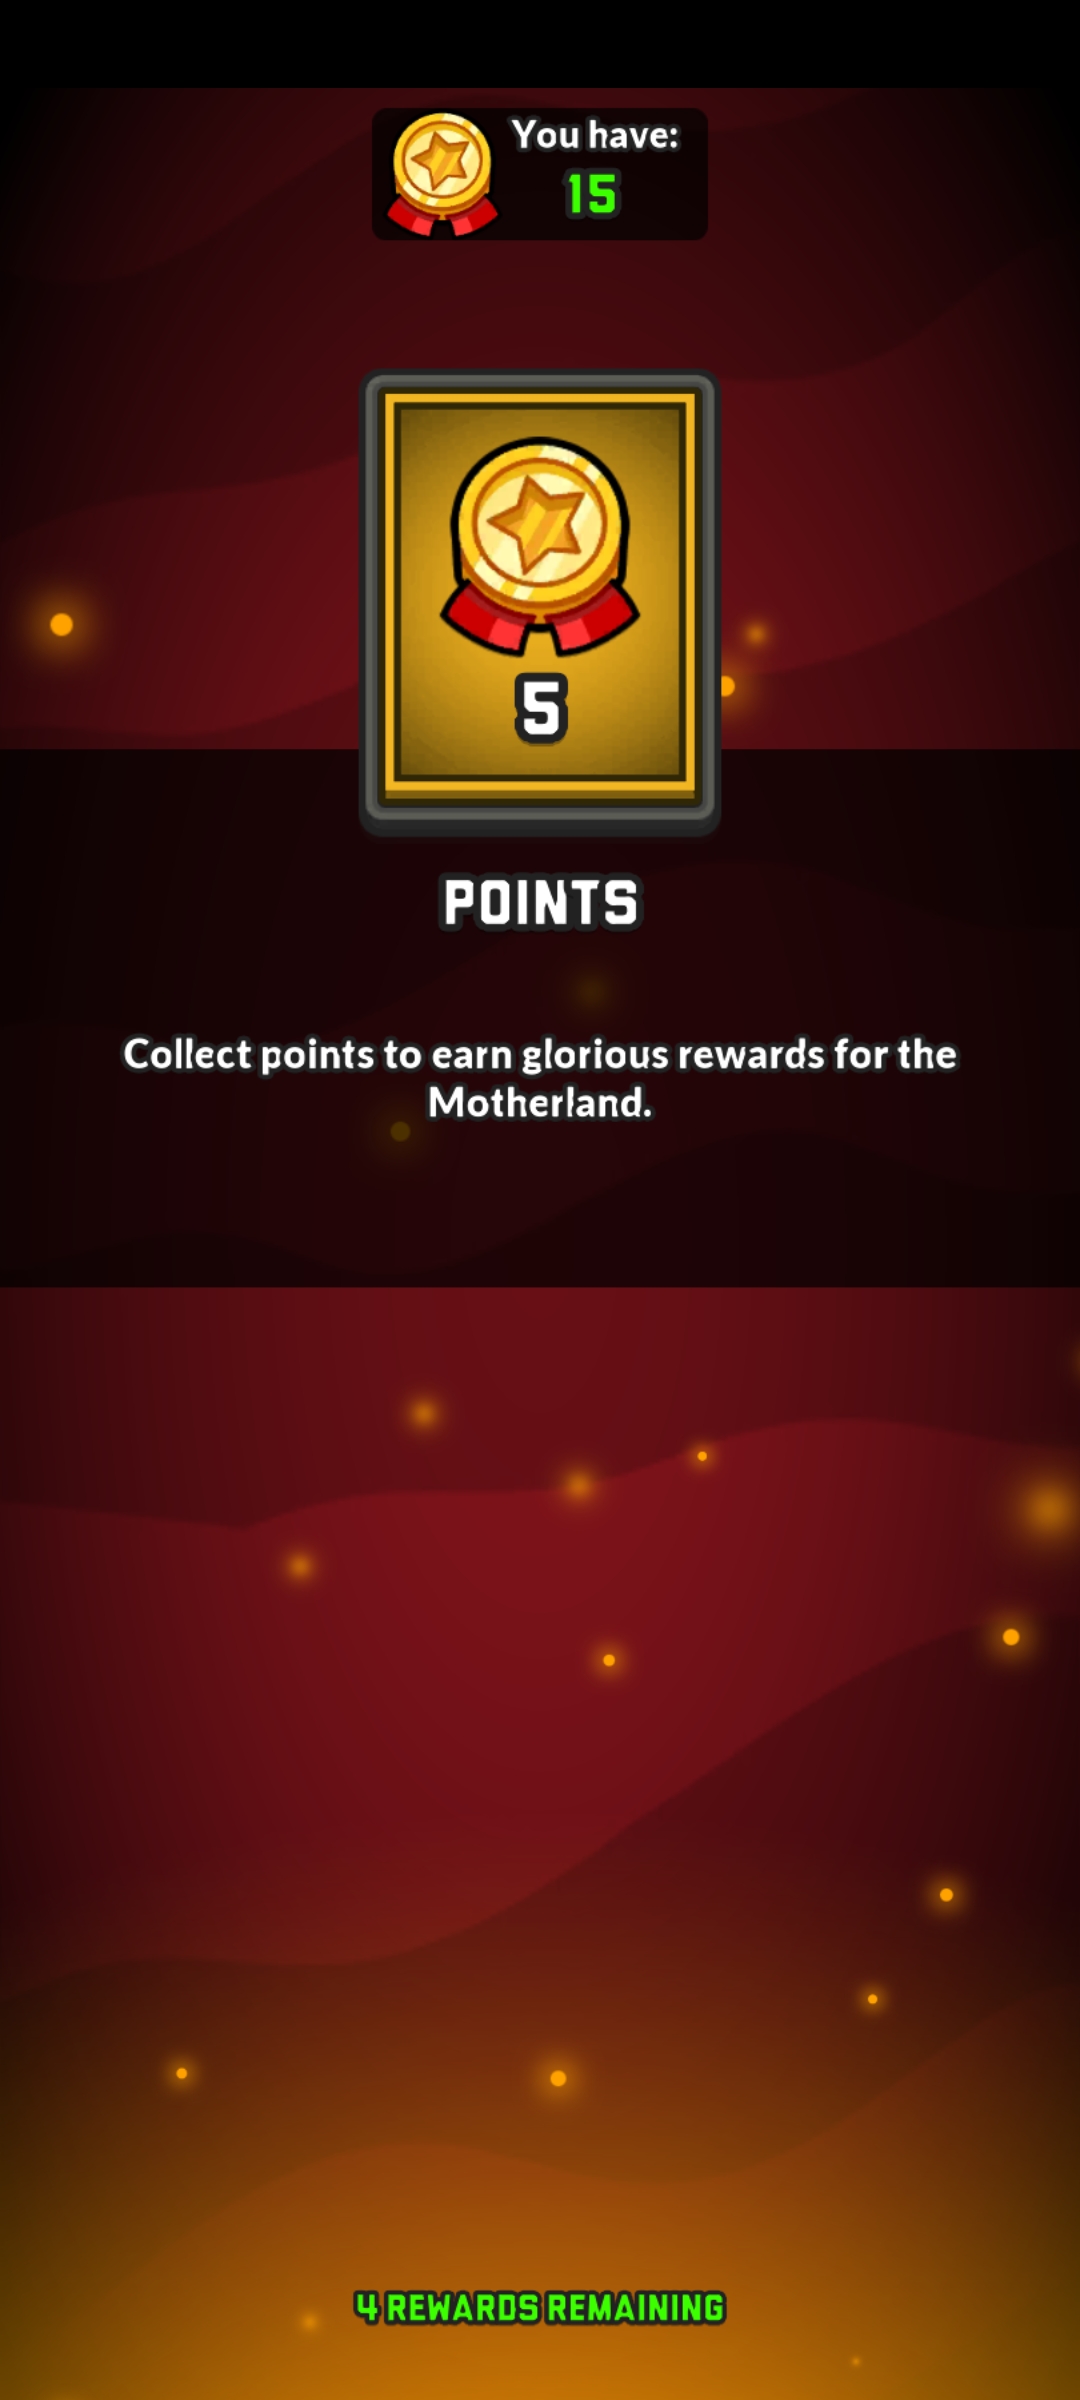 You have:
15
5
POINTS
Collect points to earn glorious rewards for the
Motherland.
4 REWARDS REMAINING